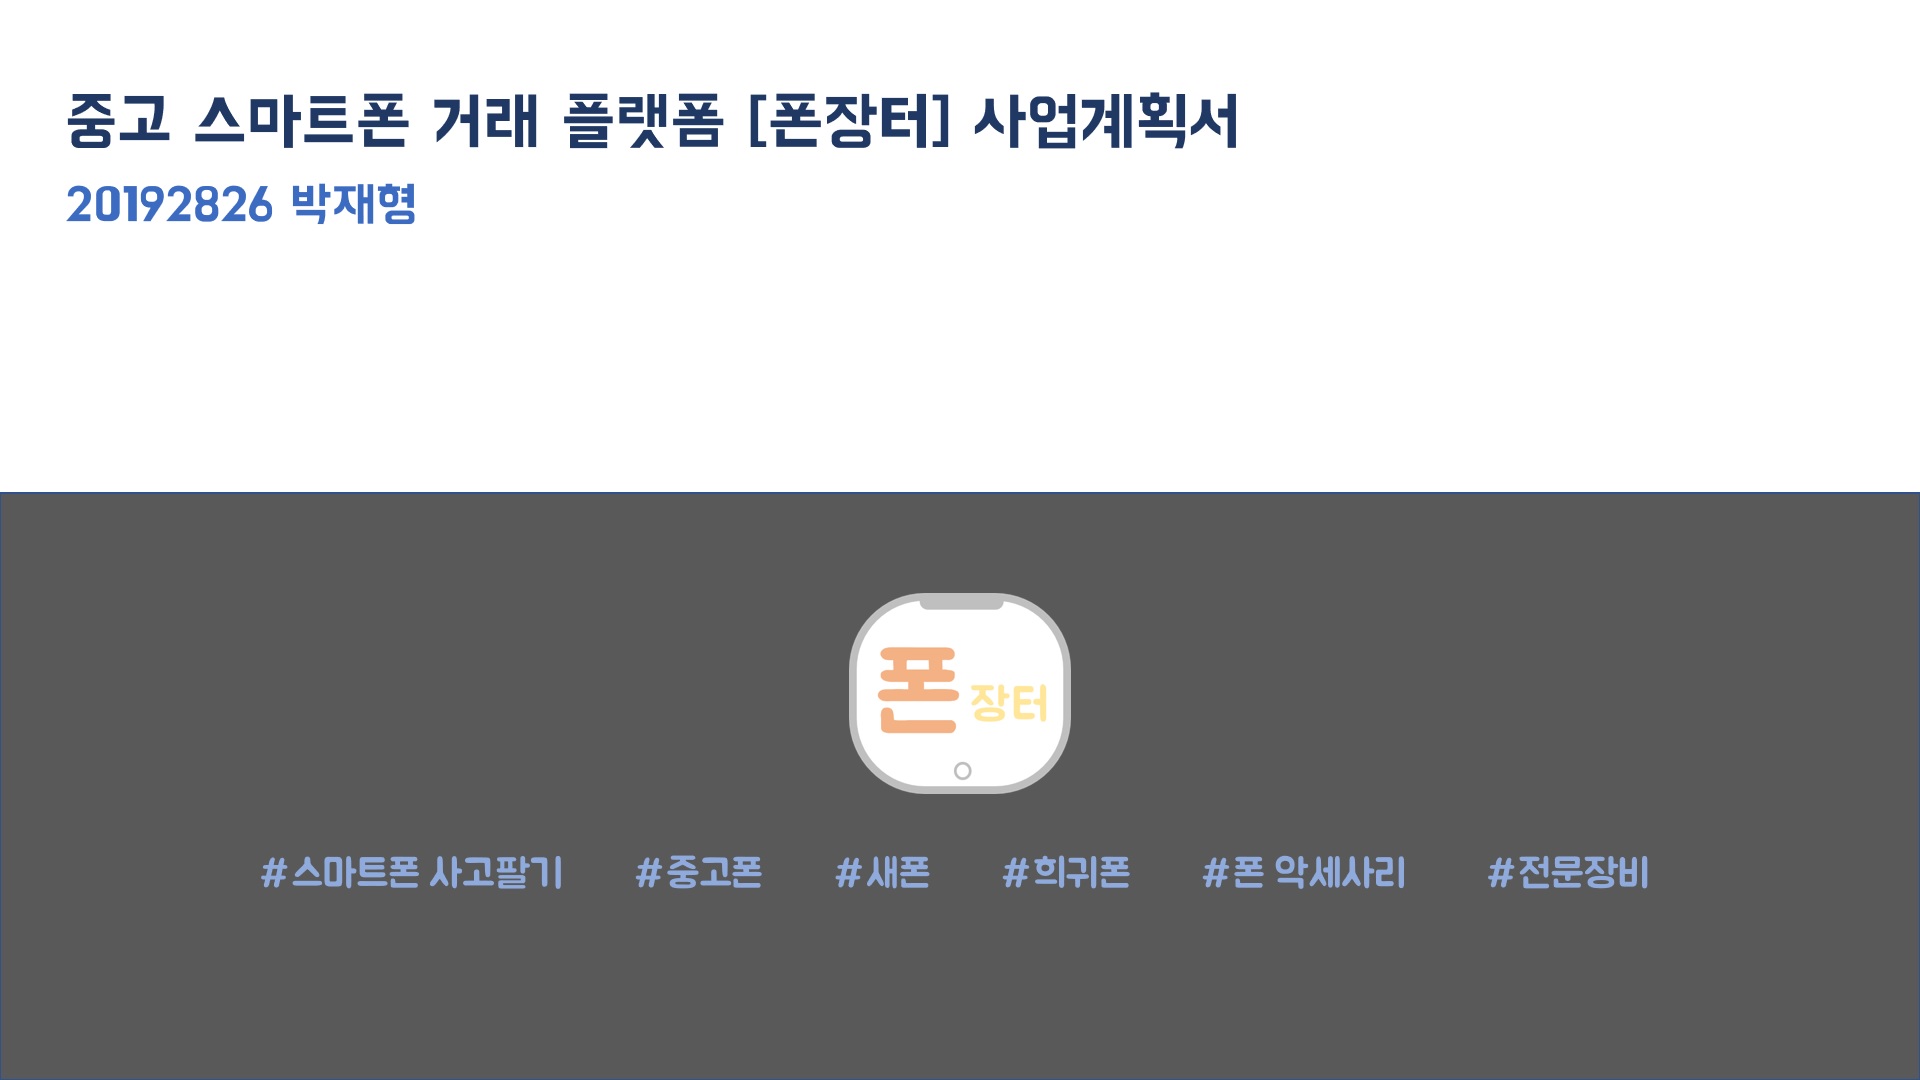 중고 스마트폰 거래 플랫폼 [폰장터] 사업계획서
20192826 박재형
폰 장터
#스마트폰 사고팔기 #중고폰 #새폰 #희귀폰 #폰 악세사리 #전문장비